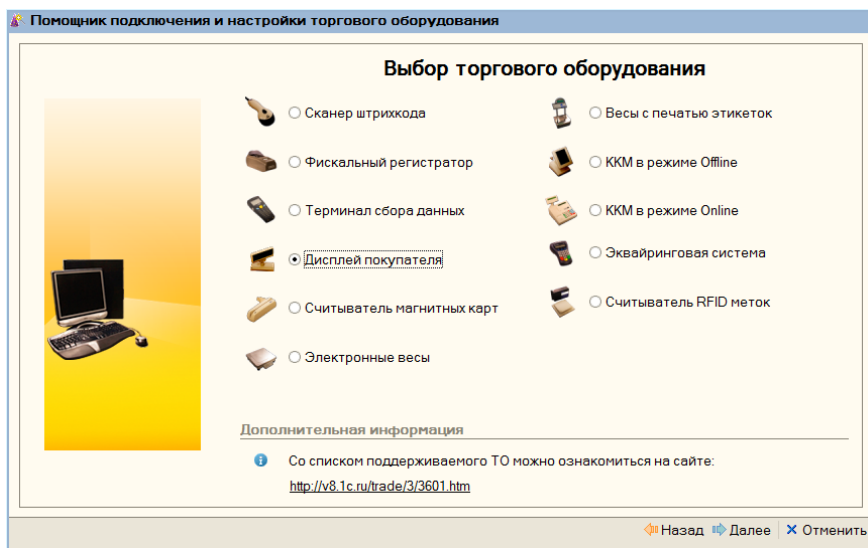 Помощник подключения и настройки торгового оборудования
Выбор торгового оборудования
Сканер штрихкода
Фискальный регистратор
Терминал сбора данных
Дисплей покупателя
Считыватель магнитных карт
Электронные весы
Весы с печатью этикеток
ККМ в режиме Offline
ККМ в режиме Online
Эквайринговая система
Считыватель RFID меток
Дополнительная информация
Со списком поддерживаемого ТО можно ознакомиться на сайте:
http://v8.1c.ru/trade/3/3601.htm
Назад Далее Отменить